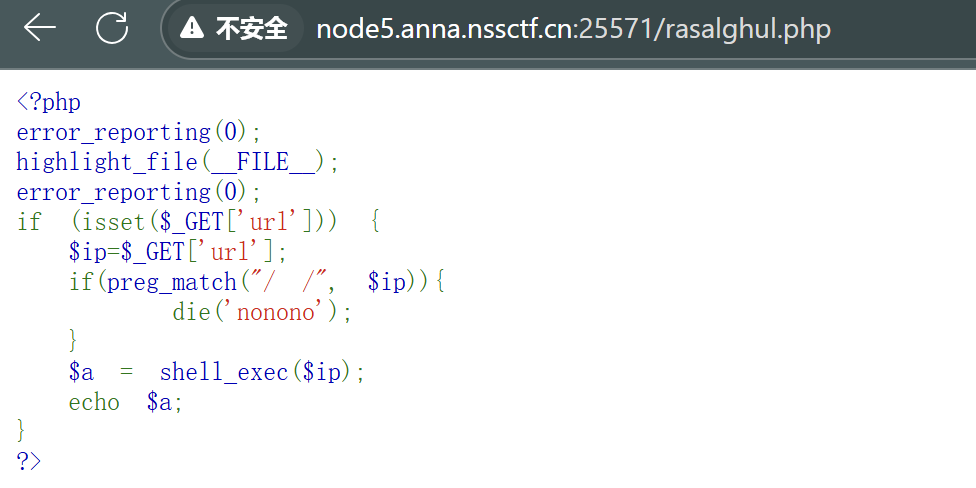 不安全 node5.anna.nssctf.cn:25571/rasalghul.php
<?php
error_reporting(0);
highlight_file(__FILE__);
error_reporting(0);
if (isset($_GET['url'])) {
    $ip=$_GET['url'];
    if(preg_match("/ /", $ip)){
        die('nonono');
    }
    $a = shell_exec($ip);
    echo $a;
}
?>